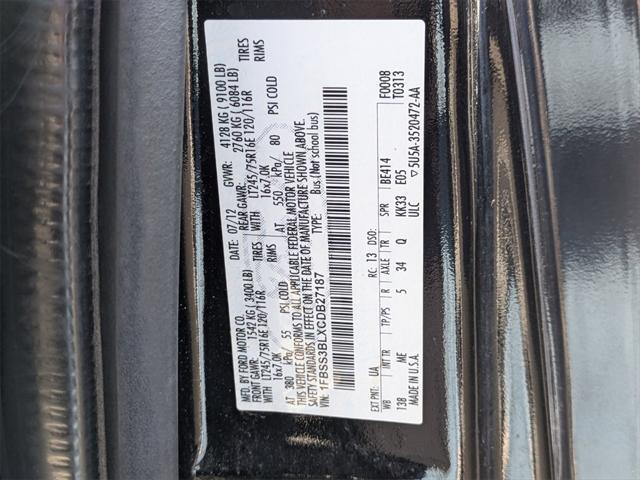 MFD. BY FORD MOTOR CO. DATE: 07/12 GVWR: 4128 KG ( 9100 LB)
FRONT GAWR: 1542 KG ( 3400 LB) REAR GAWR: 2760 KG ( 6084 LB)
WITH LT245/75R16E 120/116R TIRES WITH LT245/75R16E 120/116R TIRES
16x7.0K RIMS 16x7.0K RIMS
AT 380 kPa/ 55 PSI COLD AT 550 kPa/ 80 PSI COLD
THIS VEHICLE CONFORMS TO ALL APPLICABLE FEDERAL MOTOR VEHICLE
SAFETY STANDARDS IN EFFECT ON THE DATE OF MANUFACTURE SHOWN ABOVE.
VIN: 1FBSS3BLXCDB27187 TYPE: Bus (Not school bus)
EXT PNT: UA RC: 13 DSO: BE414 F0008
WB INT TR TP/PS R AXLE TR SPR KK33 E05 T0313
138 ME 5 34 Q ULC
MADE IN U.S.A. ▽5U5A-3520472-AA